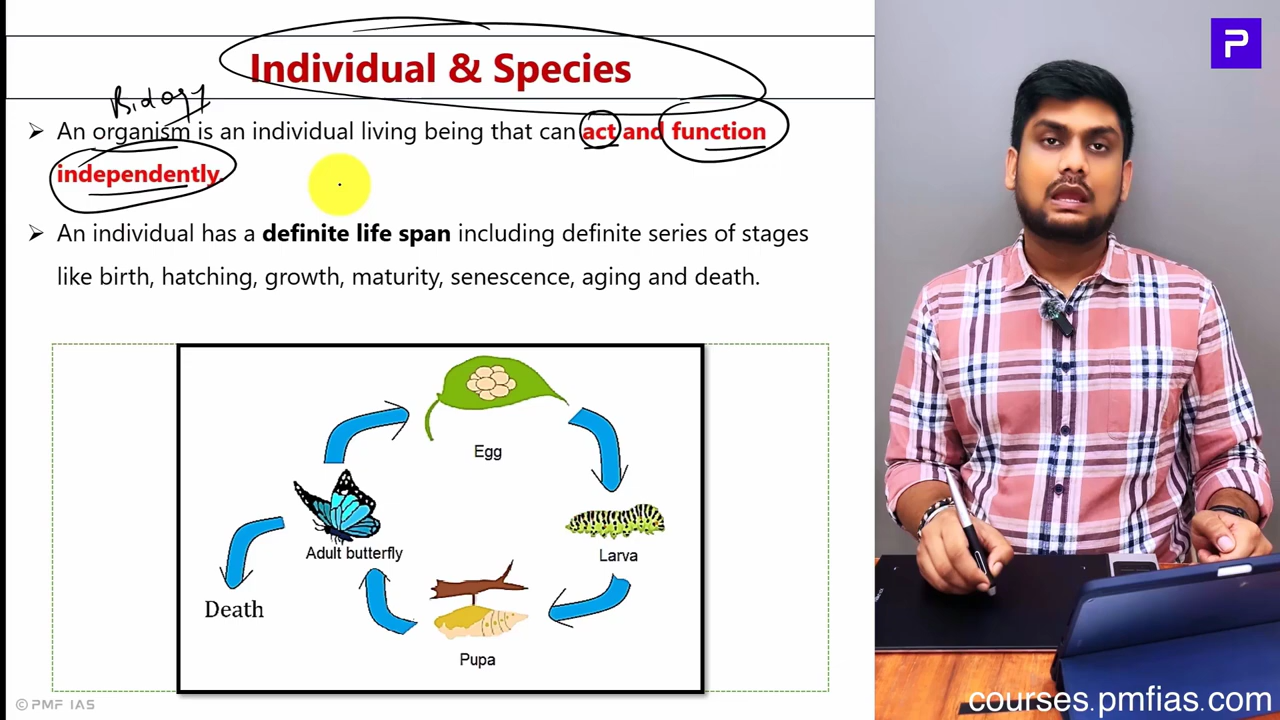 Individual & Species
Biology
➢ An organism is an individual living being that can act and function
independently.
➢ An individual has a definite life span including definite series of stages
like birth, hatching, growth, maturity, senescence, aging and death.
Egg
Adult butterfly
Larva
Death
Pupa
© PMF IAS
P
courses.pmfias.com